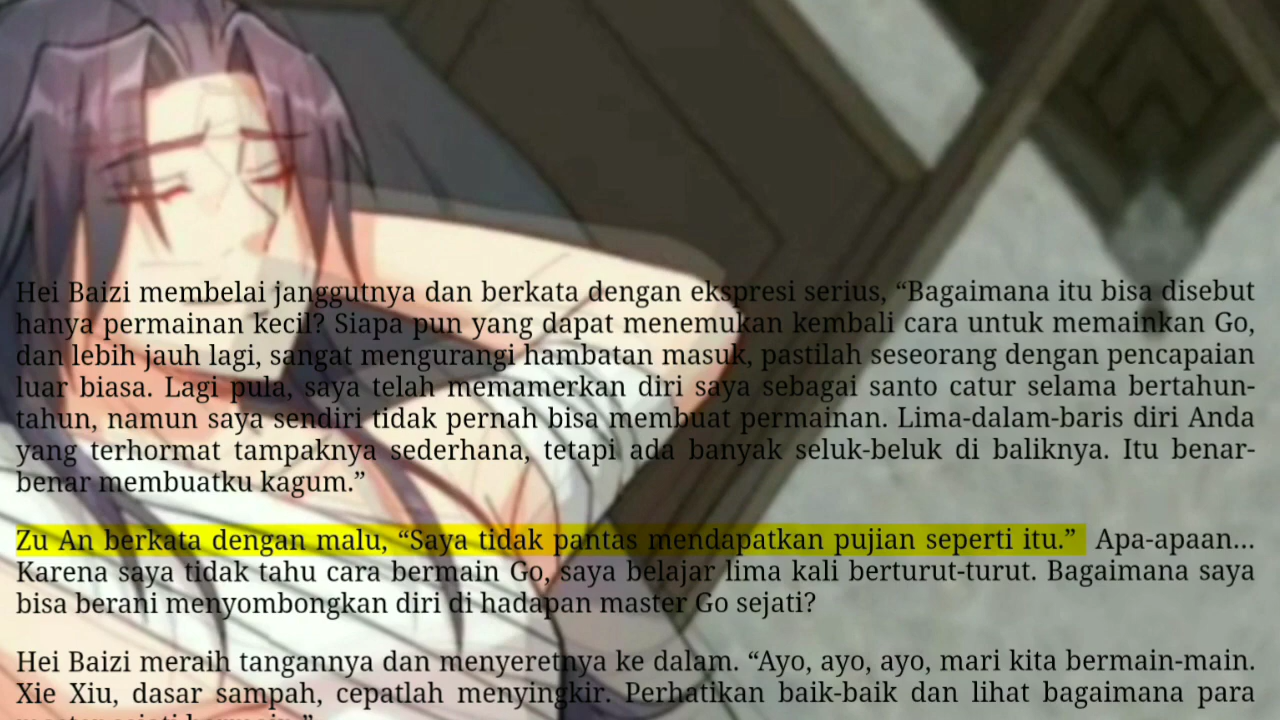 Hei Baizi membelai janggutnya dan berkata dengan ekspresi serius, “Bagaimana itu bisa disebut
hanya permainan kecil? Siapa pun yang dapat menemukan kembali cara untuk memainkan Go,
dan lebih jauh lagi, sangat mengurangi hambatan masuk, pastilah seseorang dengan pencapaian
luar biasa. Lagi pula, saya telah memamerkan diri saya sebagai santo catur selama bertahun-
tahun, namun saya sendiri tidak pernah bisa membuat permainan. Lima-dalam-baris diri Anda
yang terhormat tampaknya sederhana, tetapi ada banyak seluk-beluk di baliknya. Itu benar-
benar membuatku kagum.”
Zu An berkata dengan malu, “Saya tidak pantas mendapatkan pujian seperti itu.” Apa-apaan...
Karena saya tidak tahu cara bermain Go, saya belajar lima kali berturut-turut. Bagaimana saya
bisa berani menyombongkan diri di hadapan master Go sejati?
Hei Baizi meraih tangannya dan menyeretnya ke dalam. “Ayo, ayo, ayo, mari kita bermain-main.
Xie Xiu, dasar sampah, cepatlah menyingkir. Perhatikan baik-baik dan lihat bagaimana para